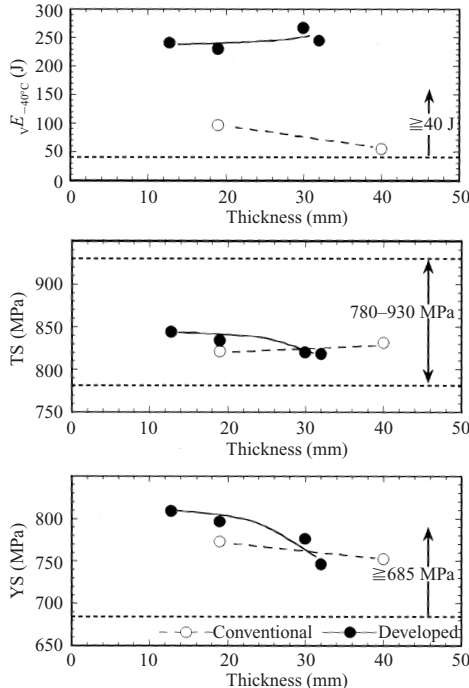 300
250
200
150
100
50
0
vE −40°C (J)
≧40 J
0 10 20 30 40 50
Thickness (mm)
950
900
850
800
750
TS (MPa)
780–930 MPa
0 10 20 30 40 50
Thickness (mm)
800
750
700
650
YS (MPa)
≧685 MPa
Conventional Developed
0 10 20 30 40 50
Thickness (mm)